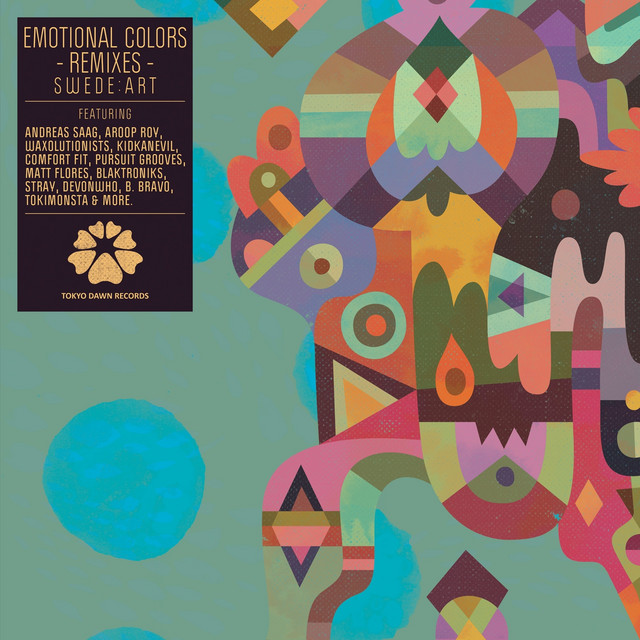 EMOTIONAL COLORS
- REMIXES -
SWEDE:ART
FEATURING
ANDREAS SAAG, AROOP ROY,
WAXOLUTIONISTS, KIDKANEVIL,
COMFORT FIT, PURSUIT GROOVES,
MATT FLORES, BLAKTRONIKS,
STRAY, DEVONWHO, B. BRAVO,
TOKIMONSTA & MORE.
TOKYO DAWN RECORDS